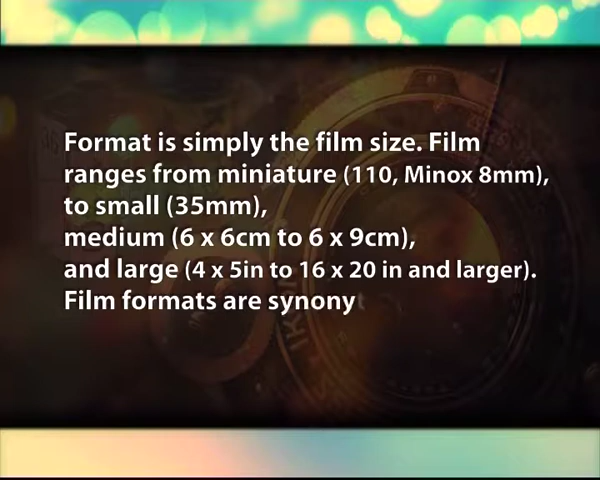 Format is simply the film size. Film
ranges from miniature (110, Minox 8mm),
to small (35mm),
medium (6 x 6cm to 6 x 9cm),
and large (4 x 5in to 16 x 20 in and larger).
Film formats are synony